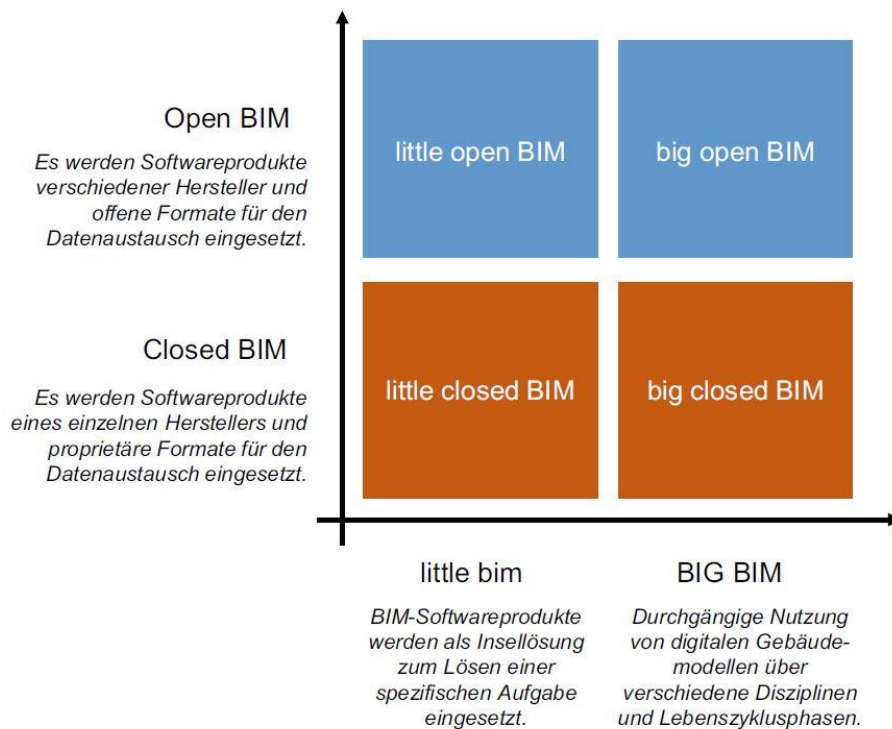 Open BIM
Es werden Softwareprodukte
verschiedener Hersteller und
offene Formate für den
Datenaustausch eingesetzt.
little open BIM
big open BIM
Closed BIM
Es werden Softwareprodukte
eines einzelnen Herstellers und
proprietäre Formate für den
Datenaustausch eingesetzt.
little closed BIM
big closed BIM
little bim
BIM-Softwareprodukte
werden als Insellösung
zum Lösen einer
spezifischen Aufgabe
eingesetzt.
BIG BIM
Durchgängige Nutzung
von digitalen Gebäude-
modellen über
verschiedene Disziplinen
und Lebenszyklusphasen.